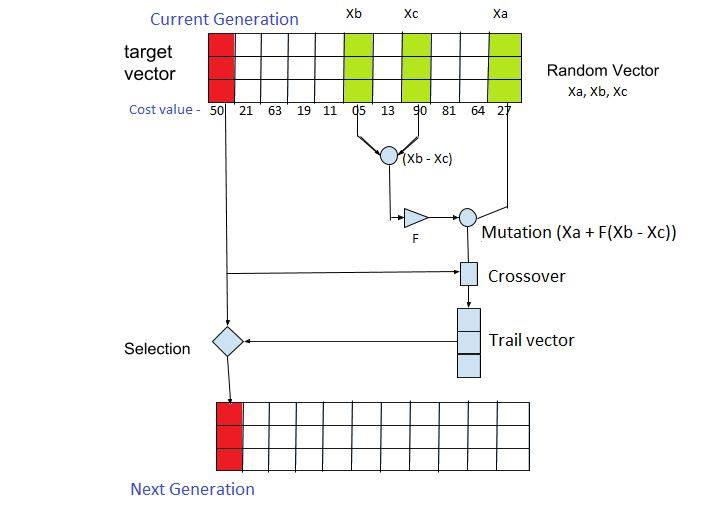 Current Generation
Xb Xc Xa
target
vector
Random Vector
Xa, Xb, Xc
Cost value - 50 21 63 19 11 05 13 90 81 64 27
(Xb - Xc)
F
Mutation (Xa + F(Xb - Xc))
Crossover
Trail vector
Selection
Next Generation